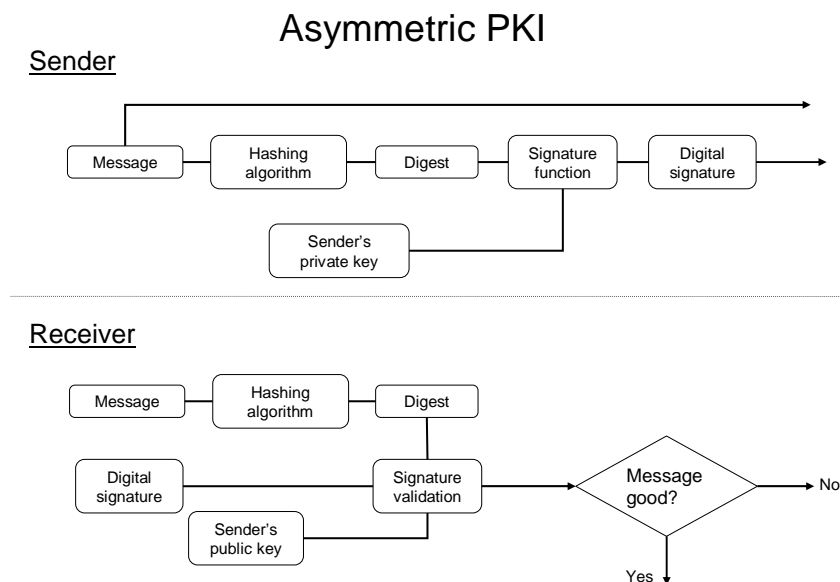 Asymmetric PKI
Sender
Message
Hashing
algorithm
Digest
Signature
function
Digital
signature
Sender’s
private key
Receiver
Message
Hashing
algorithm
Digest
Digital
signature
Signature
validation
Message
good?
No
Sender’s
public key
Yes